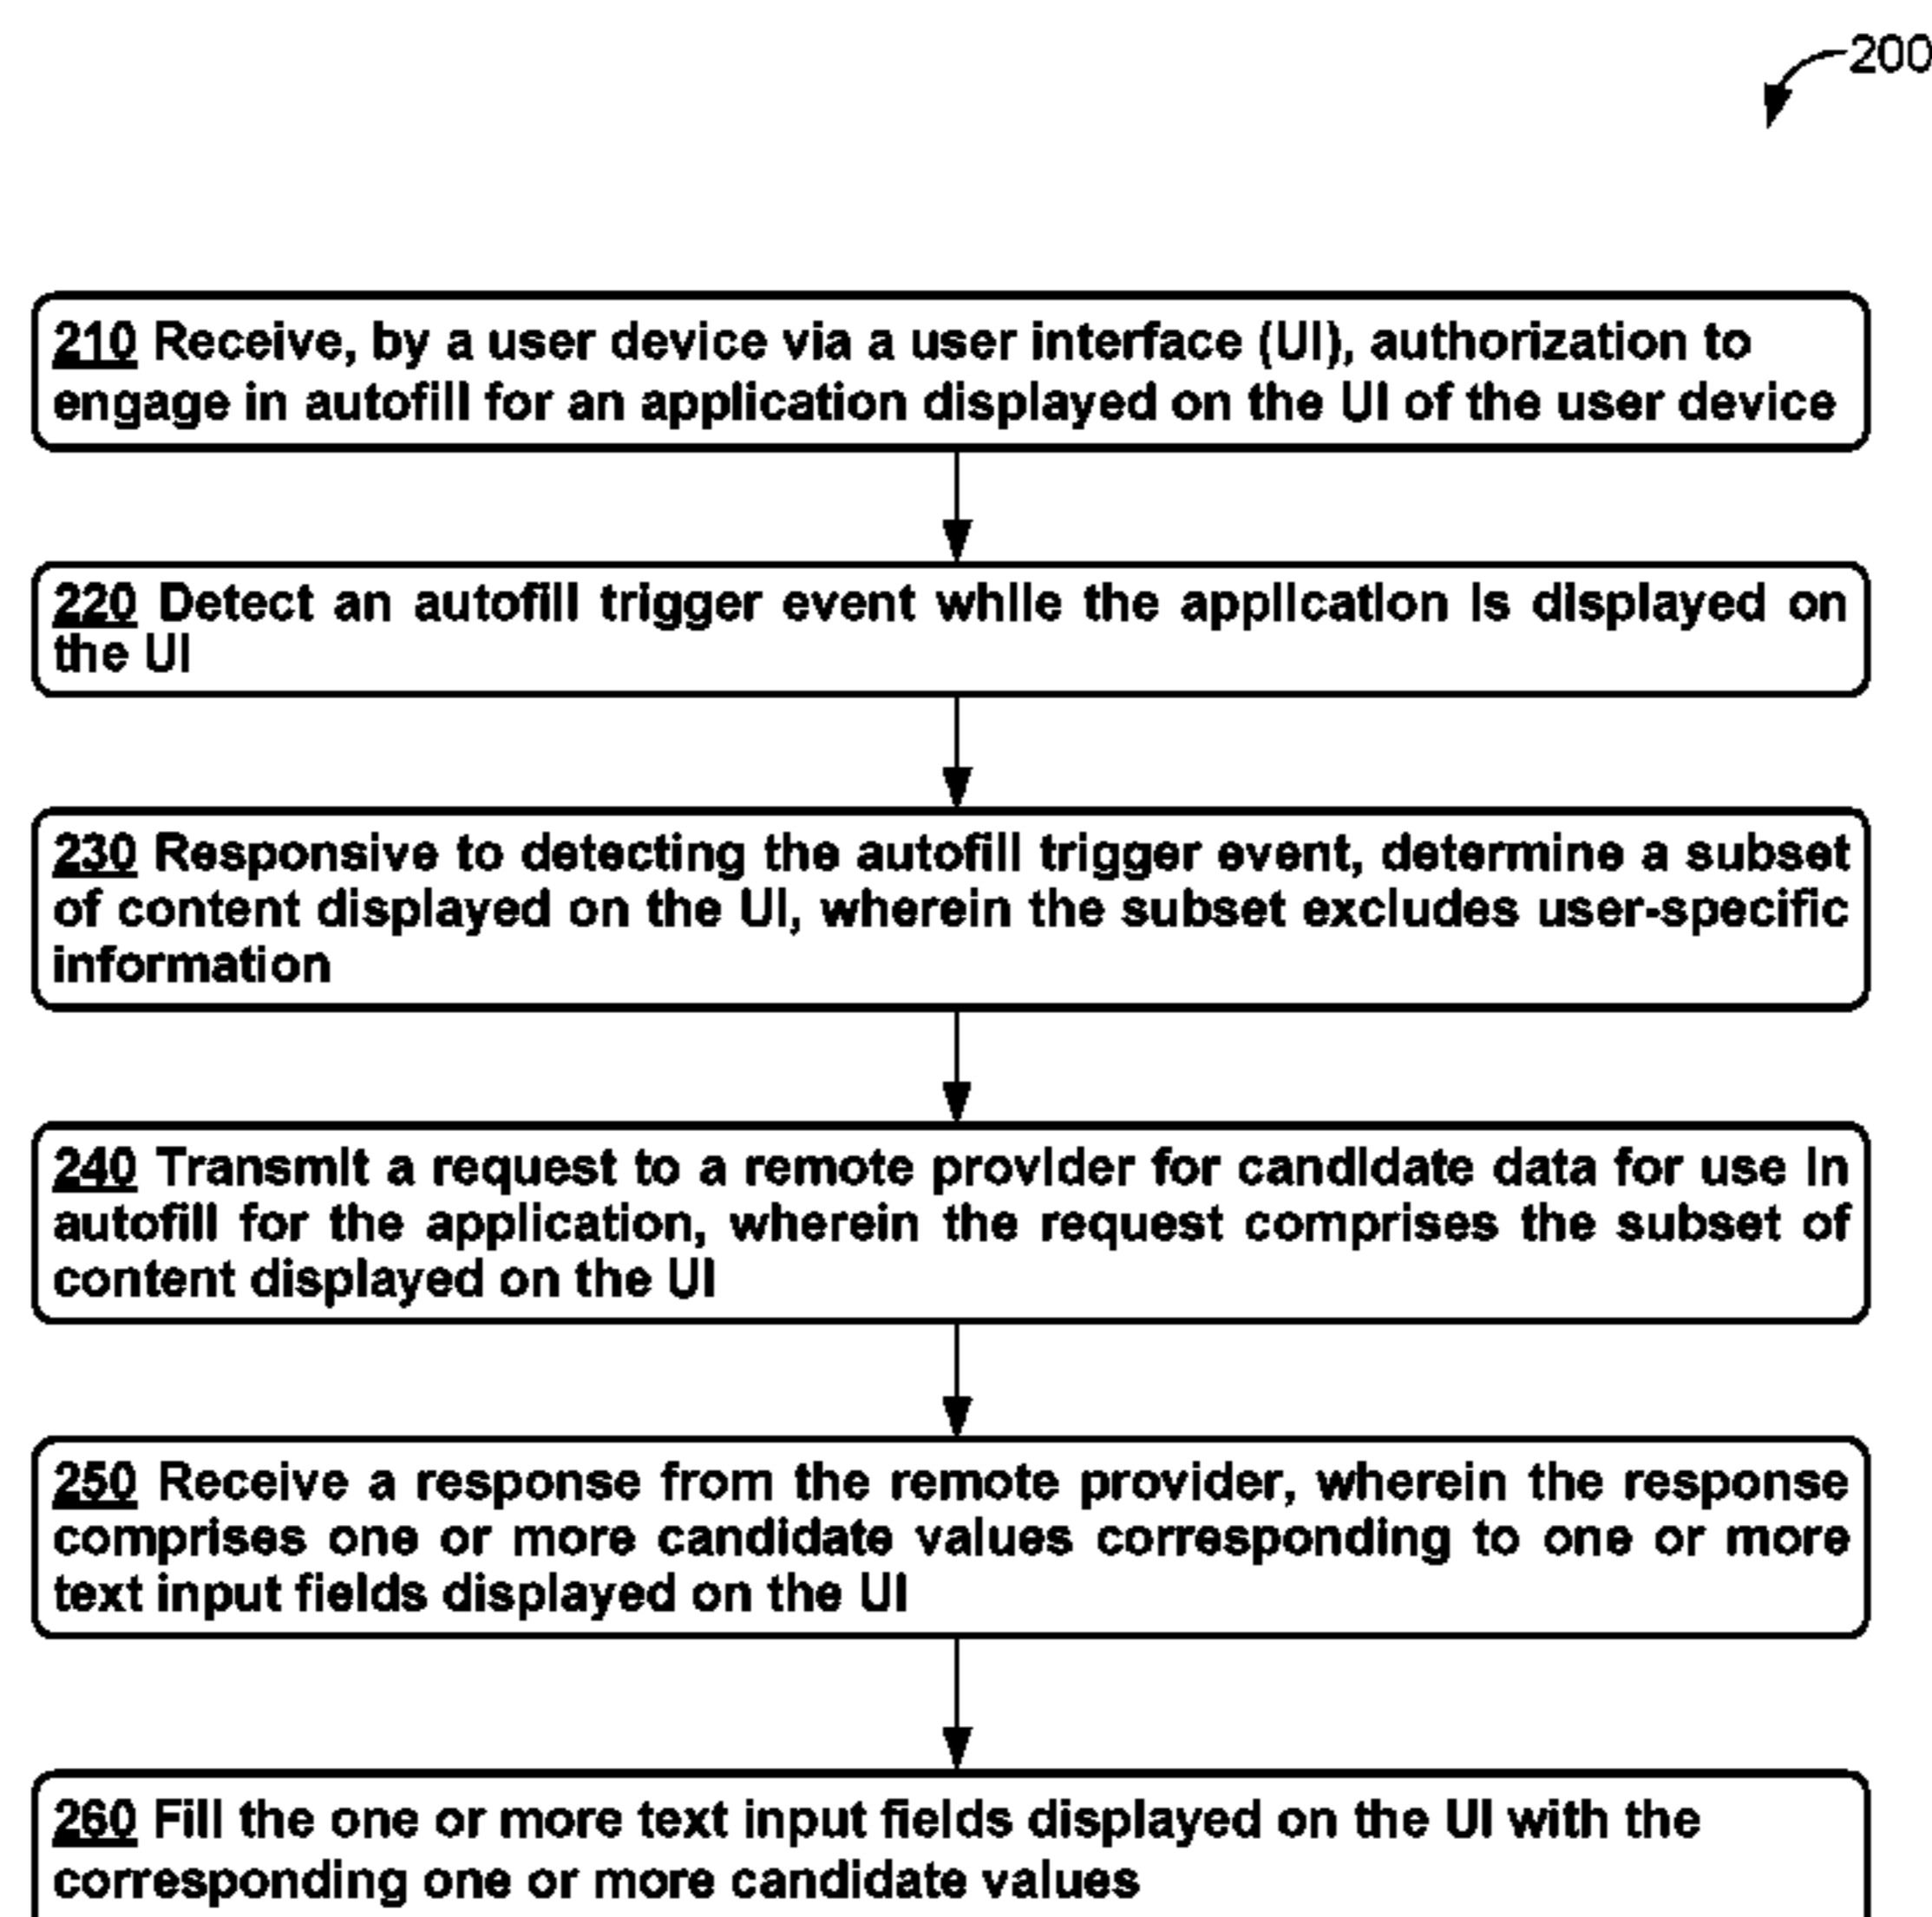 200
210 Receive, by a user device via a user interface (UI), authorization to
engage in autofill for an application displayed on the UI of the user device
220 Detect an autofill trigger event while the application is displayed on
the UI
230 Responsive to detecting the autofill trigger event, determine a subset
of content displayed on the UI, wherein the subset excludes user-specific
information
240 Transmit a request to a remote provider for candidate data for use in
autofill for the application, wherein the request comprises the subset of
content displayed on the UI
250 Receive a response from the remote provider, wherein the response
comprises one or more candidate values corresponding to one or more
text input fields displayed on the UI
260 Fill the one or more text input fields displayed on the UI with the
corresponding one or more candidate values